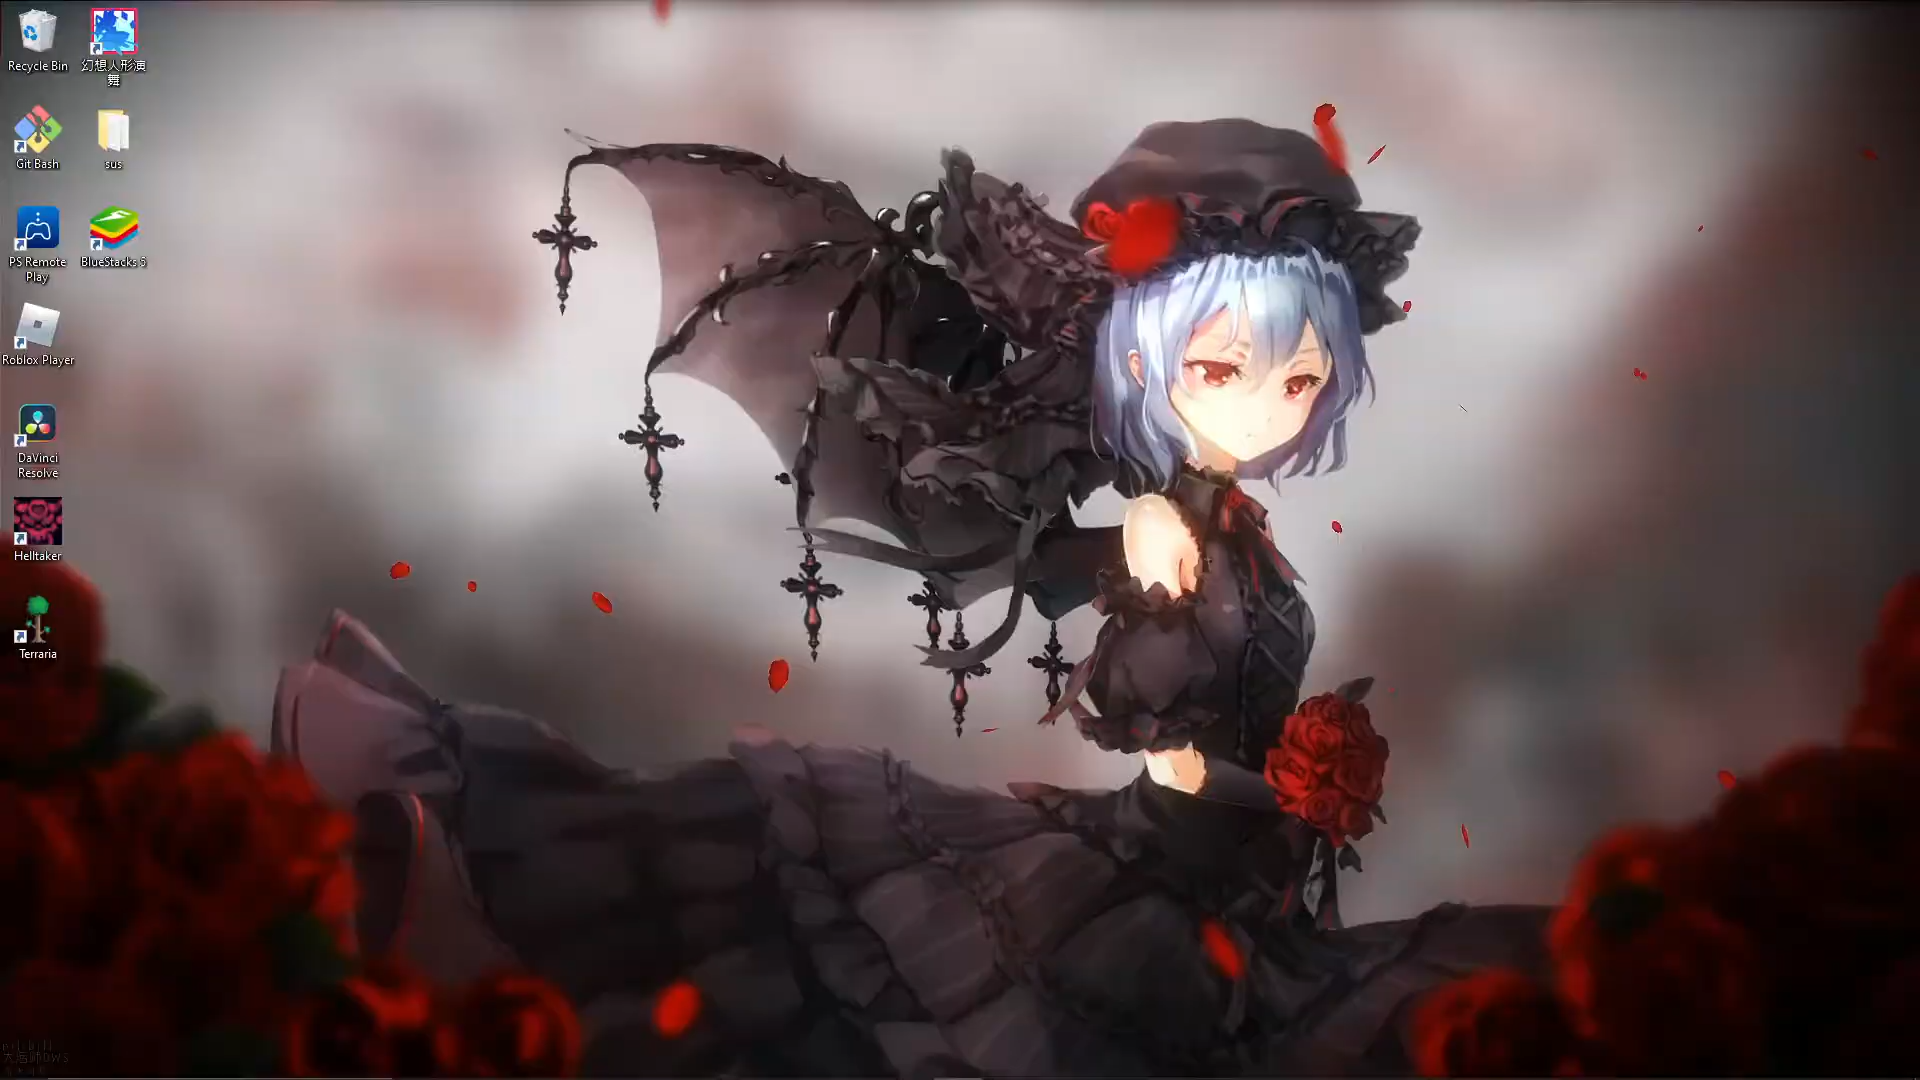 Recycle Bin
幻想人形演
舞
Git Bash
sus
PS Remote
Play
BlueStacks 5
Roblox Player
DaVinci
Resolve
Helltaker
Terraria